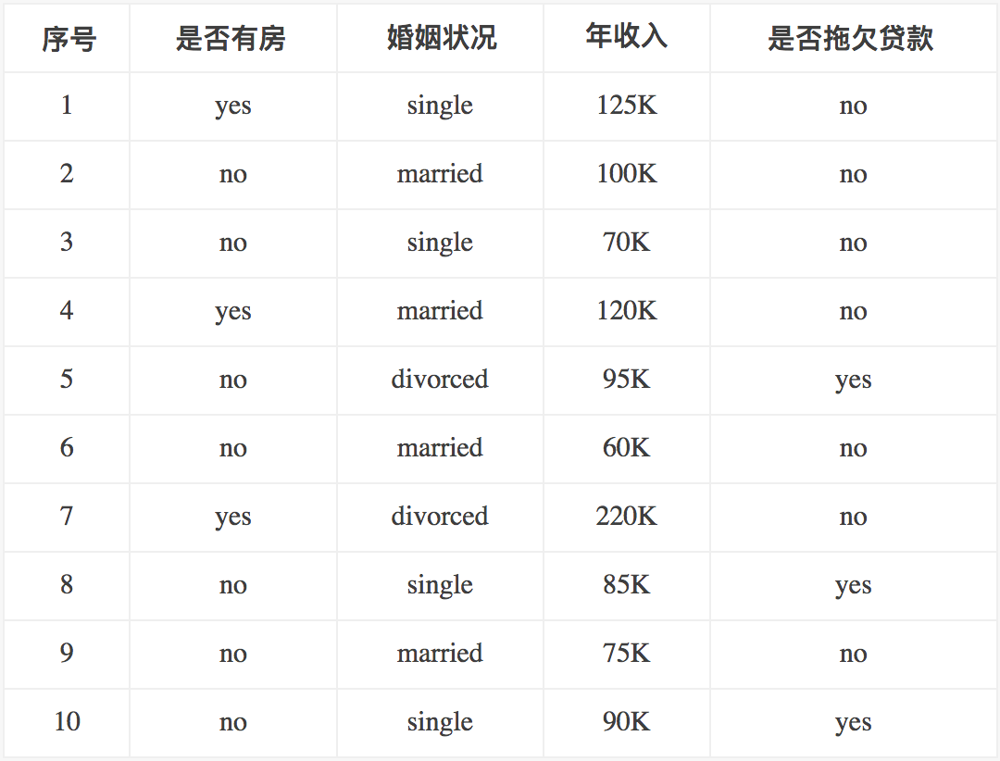 序号 是否有房 婚姻状况 年收入 是否拖欠贷款
1 yes single 125K no
2 no married 100K no
3 no single 70K no
4 yes married 120K no
5 no divorced 95K yes
6 no married 60K no
7 yes divorced 220K no
8 no single 85K yes
9 no married 75K no
10 no single 90K yes